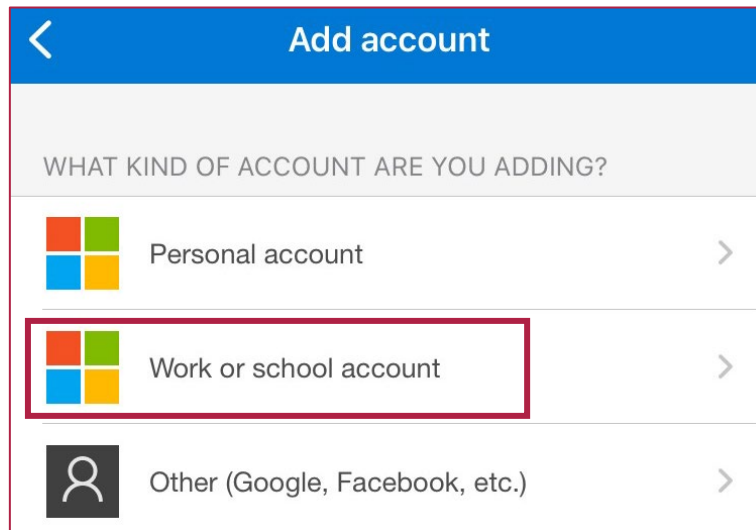 Add account
WHAT KIND OF ACCOUNT ARE YOU ADDING?
Personal account
Work or school account
Other (Google, Facebook, etc.)